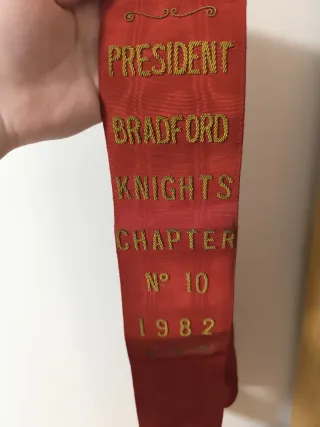 PRESIDENT
BRADFORD
KNIGHTS
CHAPTER
Nº 10
1982